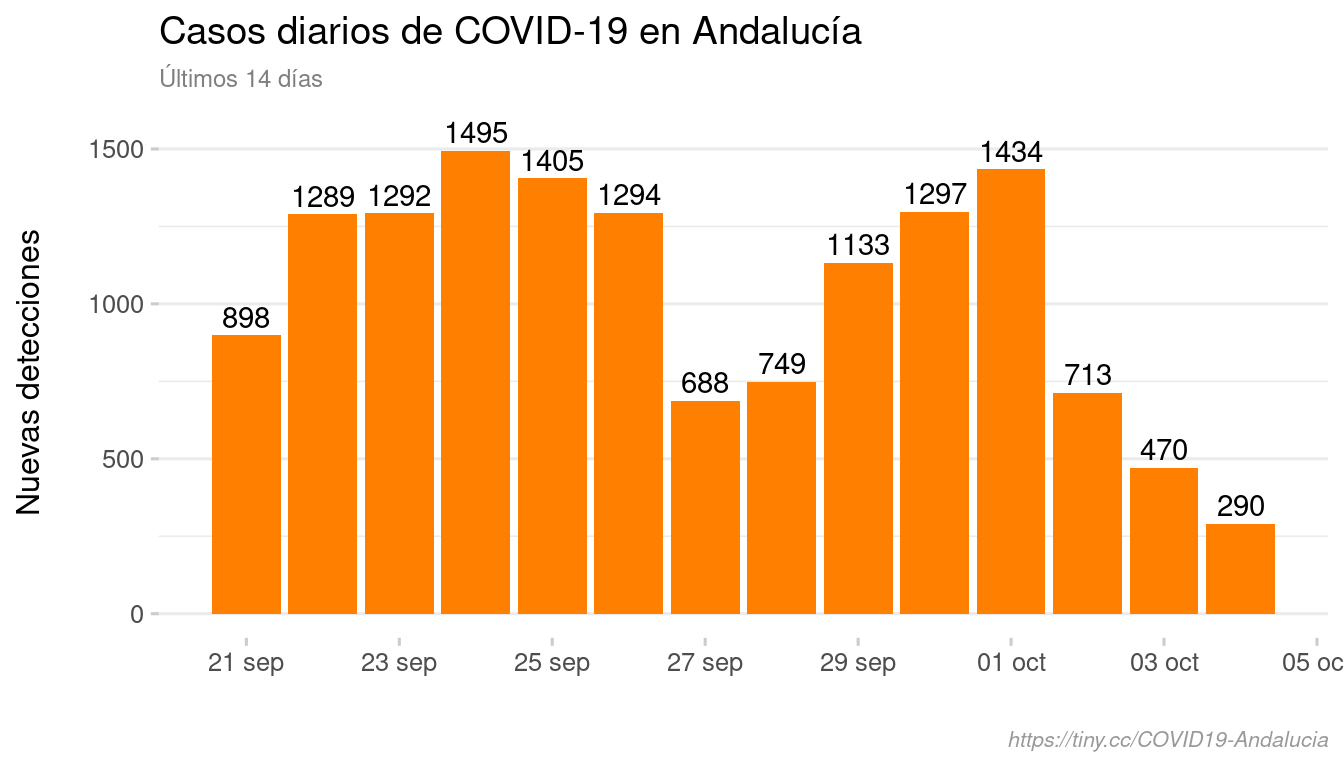 Casos diarios de COVID-19 en Andalucía
Últimos 14 días
Nuevas detecciones
1500
1000
500
0
898
1289
1292
1495
1405
1294
688
749
1133
1297
1434
713
470
290
21 sep
23 sep
25 sep
27 sep
29 sep
01 oct
03 oct
05 oc
https://tiny.cc/COVID19-Andalucia